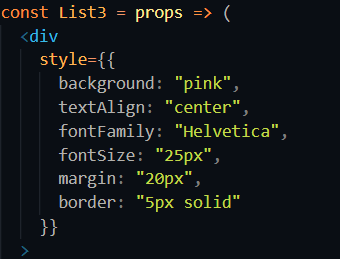 const List3 = props => (
<div
style={{
background: "pink",
textAlign: "center",
fontFamily: "Helvetica",
fontSize: "25px",
margin: "20px",
border: "5px solid"
}}
>